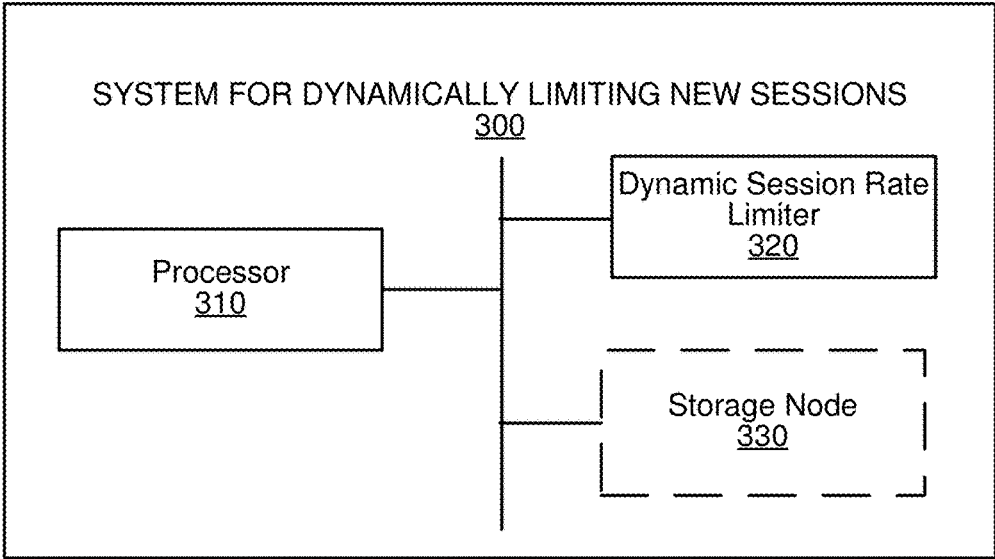 SYSTEM FOR DYNAMICALLY LIMITING NEW SESSIONS
300
Processor
310
Dynamic Session Rate
Limiter
320
Storage Node
330